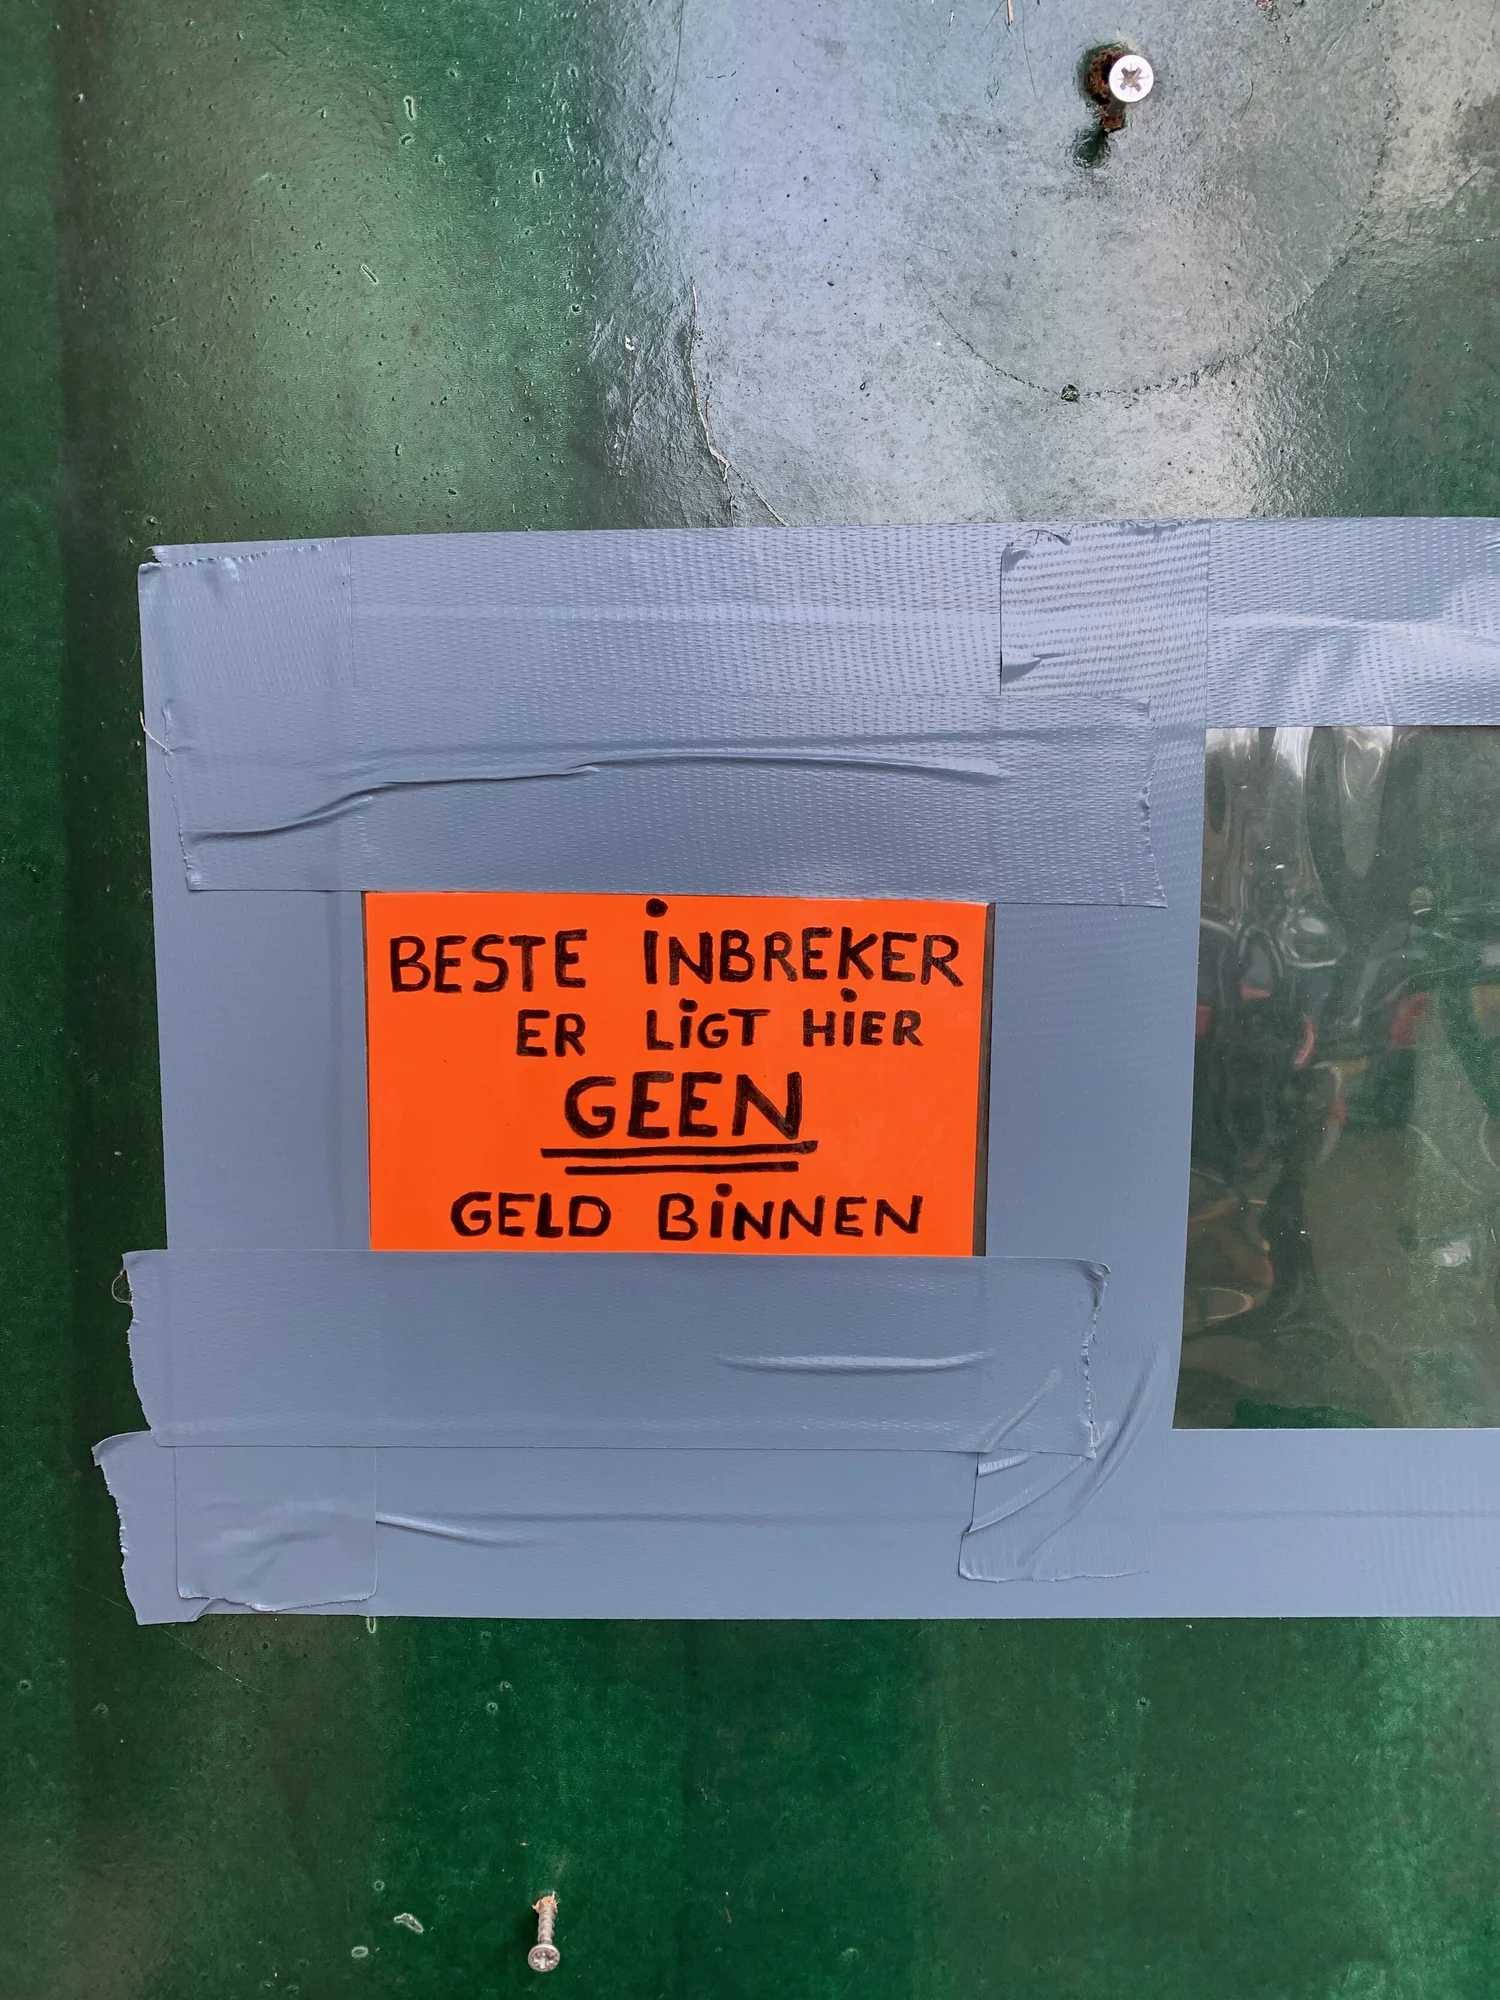 BESTE INBREKER
ER LIGT HIER
GEEN
GELD BINNEN